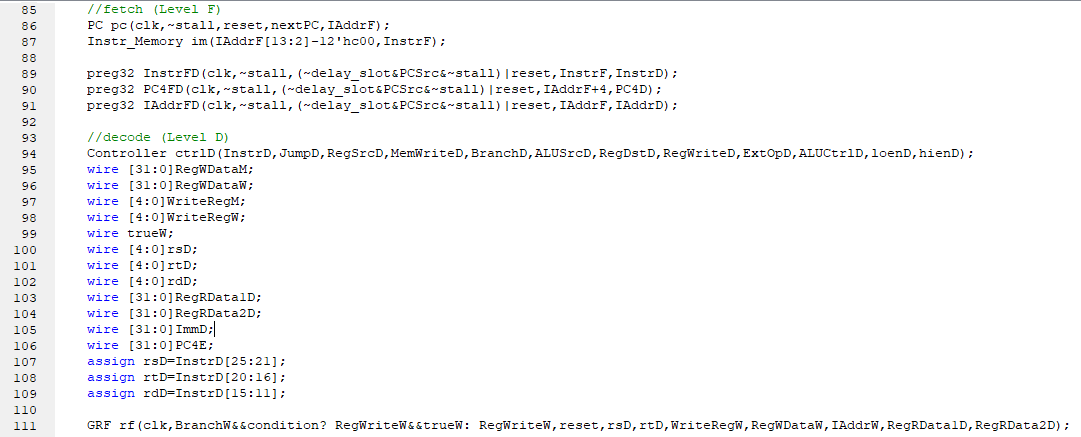 85 //fetch (Level F)
86 PC pc(clk,~stall,reset,nextPC,IAddrF);
87 Instr_Memory im(IAddrF[13:2]-12'hc00,InstrF);
88
89 preg32 InstrFD(clk,~stall,(~delay_slot&PCSrc&~stall)|reset,InstrF,InstrD);
90 preg32 PC4FD(clk,~stall,(~delay_slot&PCSrc&~stall)|reset,IAddrF+4,PC4D);
91 preg32 IAddrFD(clk,~stall,(~delay_slot&PCSrc&~stall)|reset,IAddrF,IAddrD);
92
93 //decode (Level D)
94 Controller ctrlD(InstrD,JumpD,RegSrcD,MemWriteD,BranchD,ALUSrcD,RegDstD,RegWriteD,ExtOpD,ALUCtrlD,loenD,hienD);
95 wire [31:0]RegWDataM;
96 wire [31:0]RegWDataW;
97 wire [4:0]WriteRegM;
98 wire [4:0]WriteRegW;
99 wire trueW;
100 wire [4:0]rsD;
101 wire [4:0]rtD;
102 wire [4:0]rdD;
103 wire [31:0]RegRData1D;
104 wire [31:0]RegRData2D;
105 wire [31:0]ImmD;
106 wire [31:0]PC4E;
107 assign rsD=InstrD[25:21];
108 assign rtD=InstrD[20:16];
109 assign rdD=InstrD[15:11];
110
111 GRF rf(clk,BranchW&&condition? RegWriteW&&trueW: RegWriteW,reset,rsD,rtD,WriteRegW,RegWDataW,IAddrW,RegRData1D,RegRData2D);